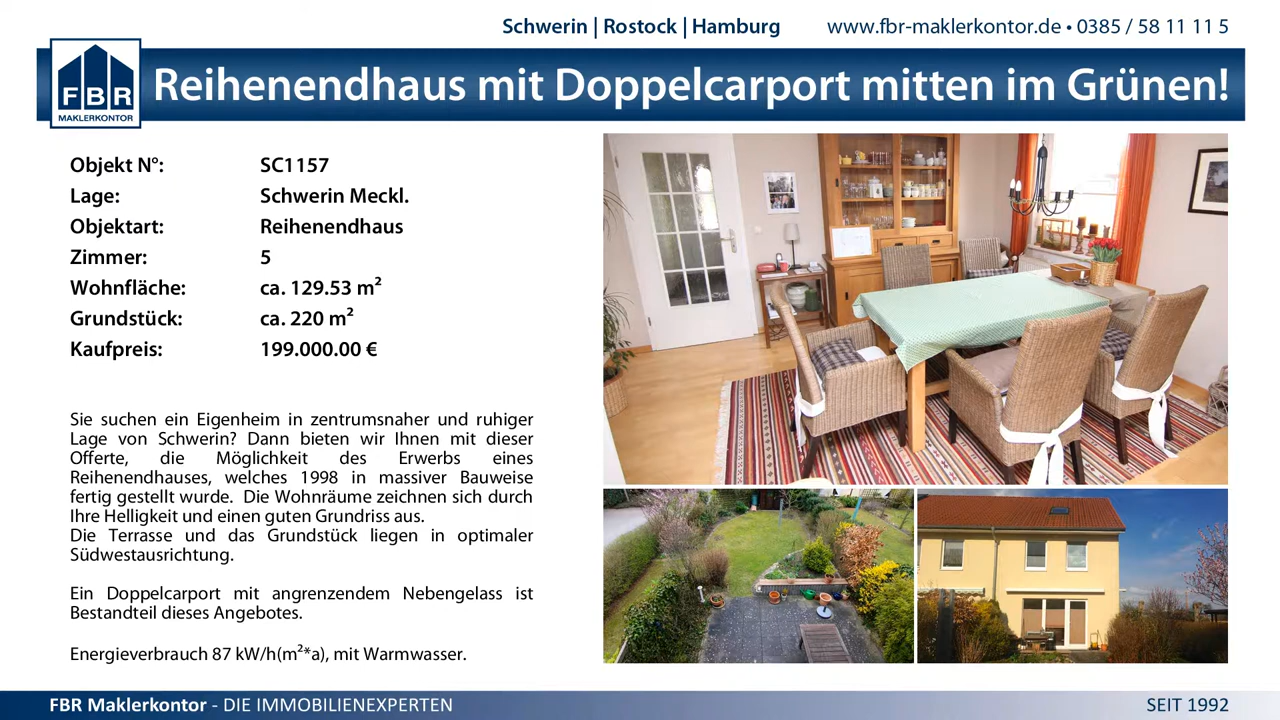 Schwerin | Rostock | Hamburg www.fbr-maklerkontor.de • 0385 / 58 11 11 5
FBR
MAKLERKONTOR
Reihenendhaus mit Doppelcarport mitten im Grünen!
Objekt N°: SC1157
Lage: Schwerin Meckl.
Objektart: Reihenendhaus
Zimmer: 5
Wohnfläche: ca. 129.53 m²
Grundstück: ca. 220 m²
Kaufpreis: 199.000.00 €
Sie suchen ein Eigenheim in zentrumsnaher und ruhiger
Lage von Schwerin? Dann bieten wir Ihnen mit dieser
Offerte, die Möglichkeit des Erwerbs eines
Reihenendhauses, welches 1998 in massiver Bauweise
fertig gestellt wurde. Die Wohnräume zeichnen sich durch
Ihre Helligkeit und einen guten Grundriss aus.
Die Terrasse und das Grundstück liegen in optimaler
Südwestausrichtung.
Ein Doppelcarport mit angrenzendem Nebengelass ist
Bestandteil dieses Angebotes.
Energieverbrauch 87 kW/h(m²*a), mit Warmwasser.
FBR Maklerkontor - DIE IMMOBILIENEXPERTEN SEIT 1992